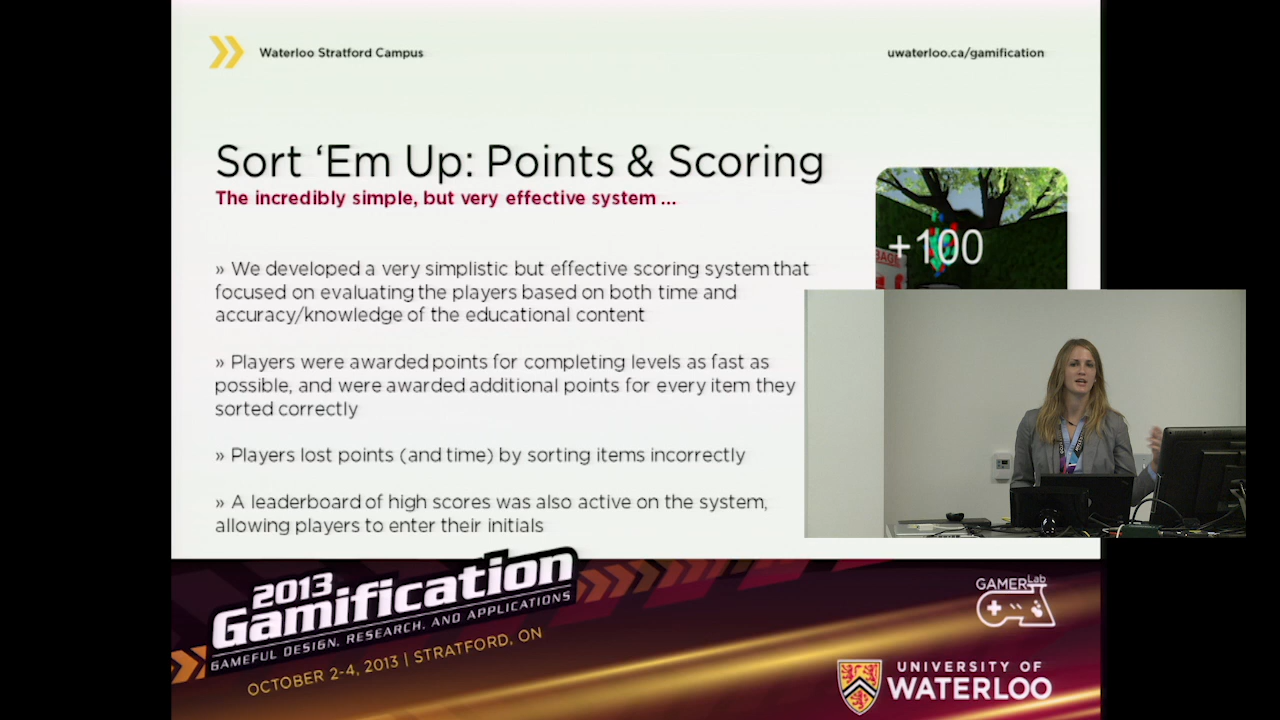 Waterloo Stratford Campus
uwaterloo.ca/gamification
Sort ‘Em Up: Points & Scoring
The incredibly simple, but very effective system ...
+100
» We developed a very simplistic but effective scoring system that
focused on evaluating the players based on both time and
accuracy/knowledge of the educational content
» Players were awarded points for completing levels as fast as
possible, and were awarded additional points for every item they
sorted correctly
» Players lost points (and time) by sorting items incorrectly
» A leaderboard of high scores was also active on the system,
allowing players to enter their initials
2013
Gamification
GAMEFUL DESIGN, RESEARCH, AND APPLICATIONS
OCTOBER 2-4, 2013 | STRATFORD, ON
GAMERLab
UNIVERSITY OF
WATERLOO